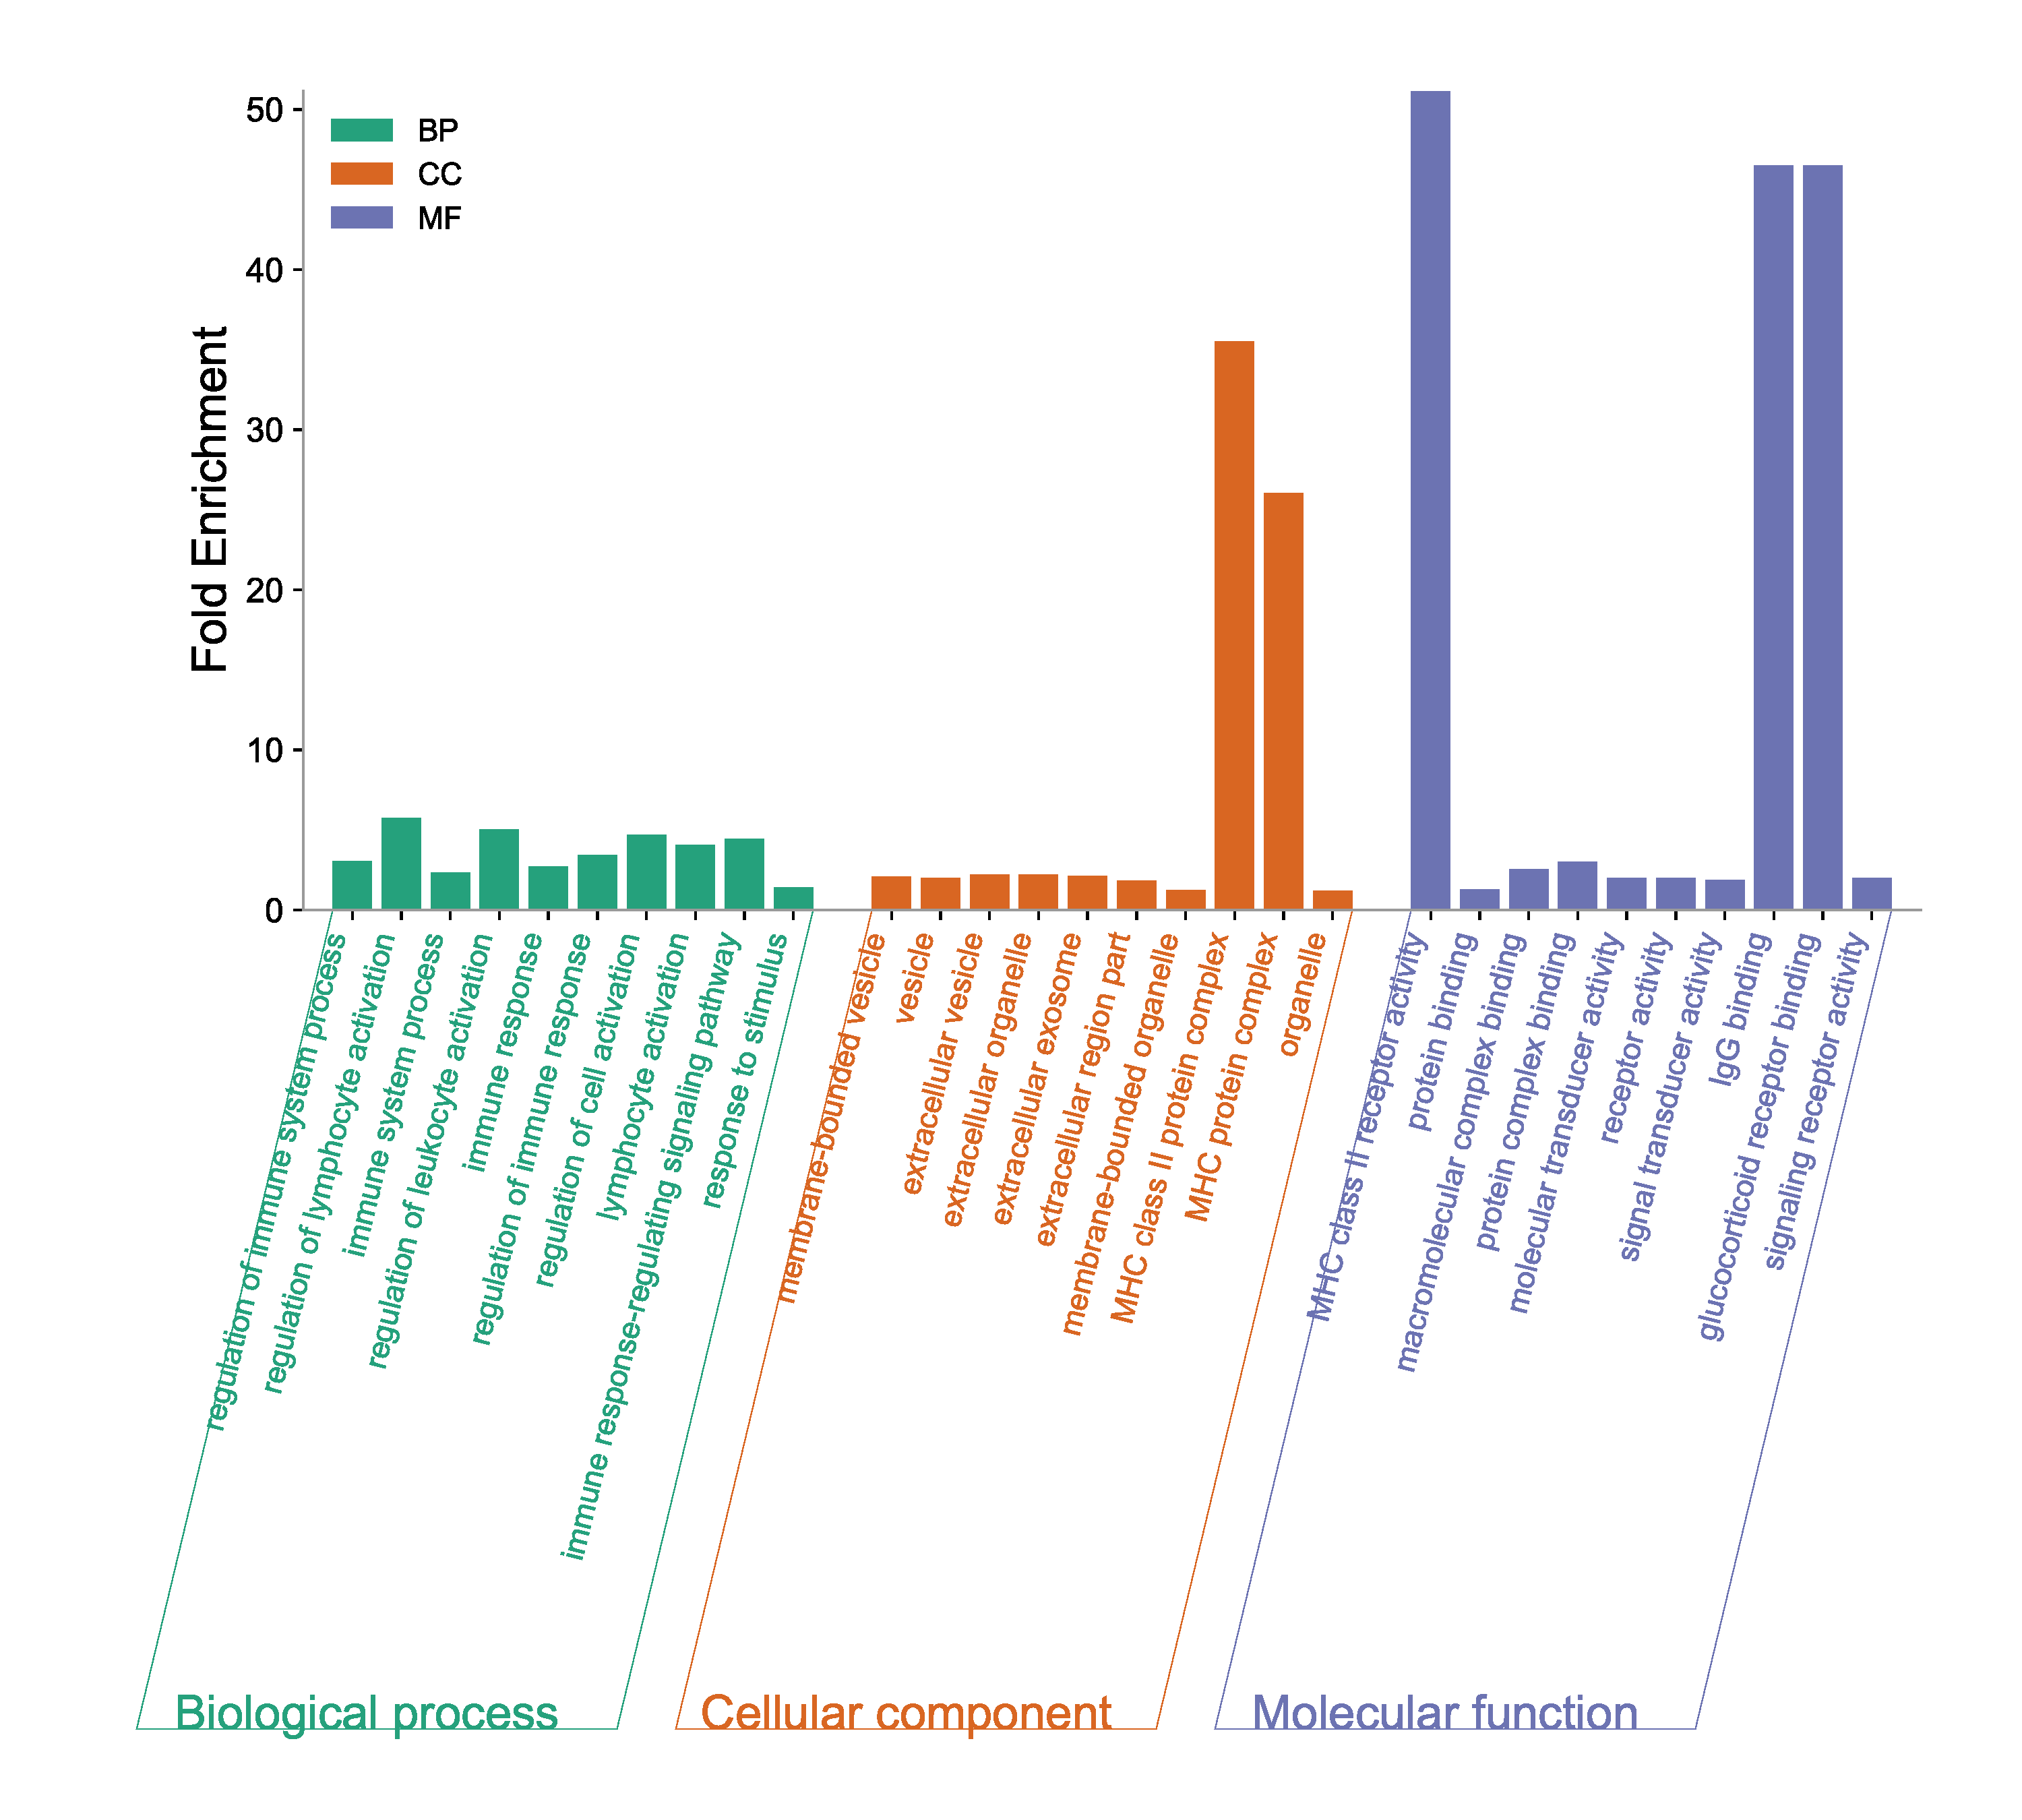 50
40
30
20
10
0
Fold Enrichment
BP
CC
MF
regulation of immune system process
regulation of lymphocyte activation
immune system process
regulation of leukocyte activation
immune response
regulation of immune response
regulation of cell activation
lymphocyte activation
immune response-regulating signaling pathway
response to stimulus
membrane-bounded vesicle
vesicle
extracellular vesicle
extracellular organelle
extracellular exosome
extracellular region part
membrane-bounded organelle
MHC class II protein complex
MHC protein complex
organelle
MHC class II receptor activity
protein binding
macromolecular complex binding
protein complex binding
molecular transducer activity
receptor activity
signal transducer activity
IgG binding
glucocorticoid receptor binding
signaling receptor activity
Biological process
Cellular component
Molecular function